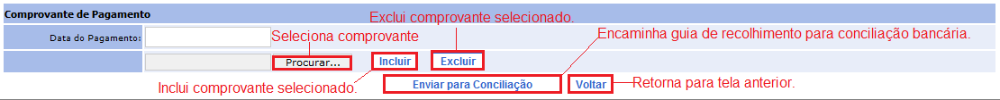 Comprovante de Pagamento
Exclui comprovante selecionado.
Data do Pagamento:
Seleciona comprovante
Encaminha guia de recolhimento para conciliação bancária.
Procurar...
Incluir
Excluir
Inclui comprovante selecionado.
Enviar para Conciliação
Voltar
Retorna para tela anterior.